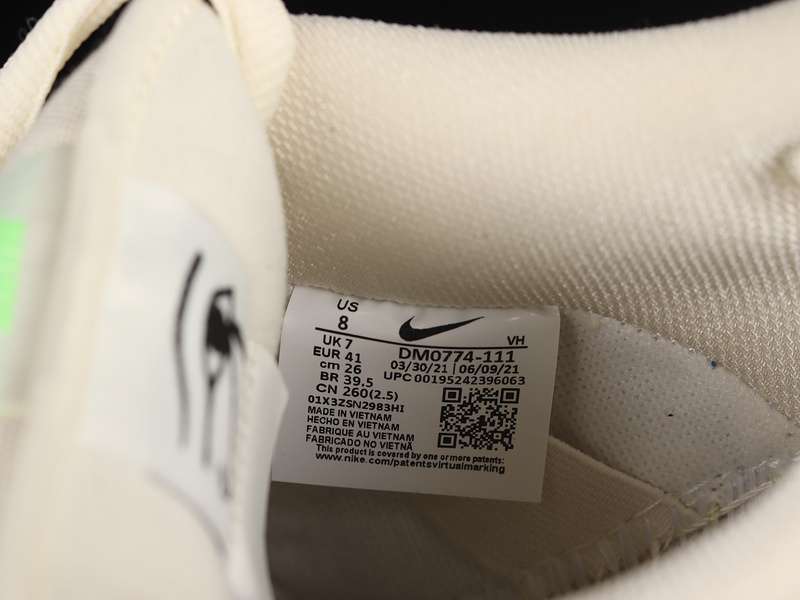 US
8
VH
UK 7
EUR 41
cm 26
BR 39.5
CN 260(2.5)
DM0774-111
03/30/21 | 06/09/21
UPC 00195242396063
01X3ZSN2983HI
MADE IN VIETNAM
HECHO EN VIETNAM
FABRIQUE AU VIETNAM
FABRICADO NO VIETNÃ
This product is covered by one or more patents:
www.nike.com/patentsvirtualmarking